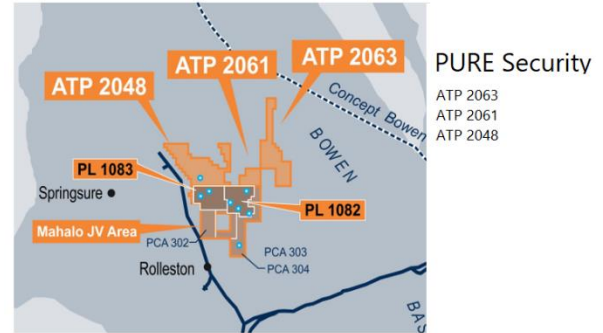 ATP 2063
ATP 2061
ATP 2048
PURE Security
ATP 2063
ATP 2061
ATP 2048
Concept Bowen
BOWEN
PL 1083
Springsure
PL 1082
Mahalo JV Area
PCA 302
PCA 303
PCA 304
Rolleston
BAS